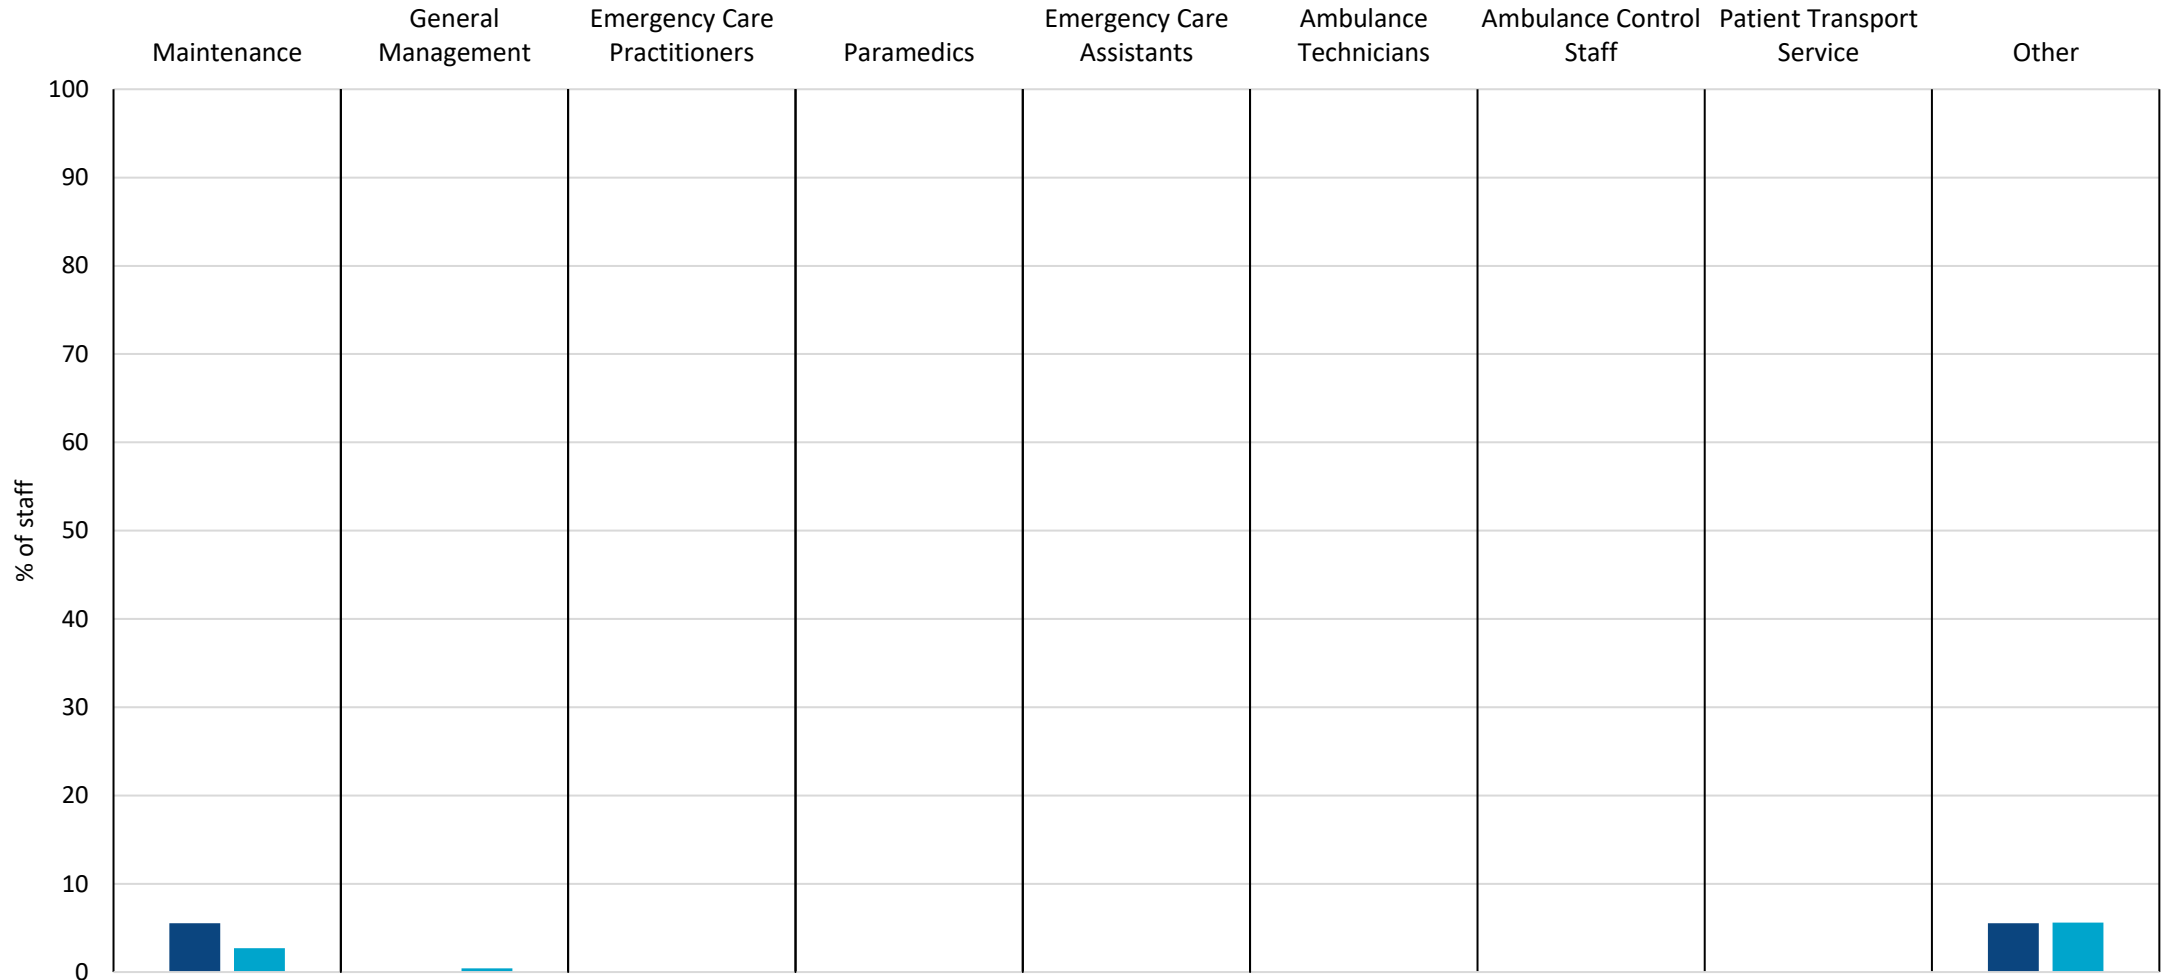 Maintenance
General
Management
Emergency Care
Practitioners
Paramedics
Emergency Care
Assistants
Ambulance
Technicians
Ambulance Control
Staff
Patient Transport
Service
Other
100
90
80
70
60
50
40
30
20
10
0
% of staff